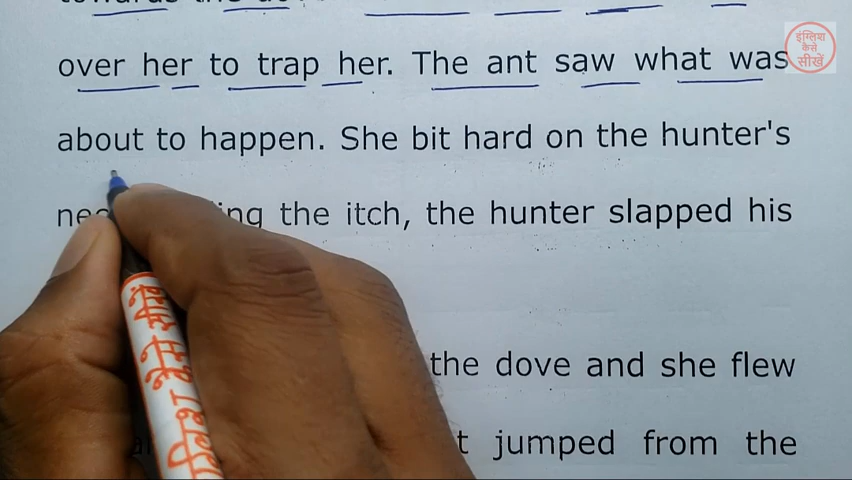 over her to trap her. The ant saw what was
इंग्लिश
कैसे
सीखें
about to happen. She bit hard on the hunter's
the itch, the hunter slapped his
the dove and she flew
jumped from the